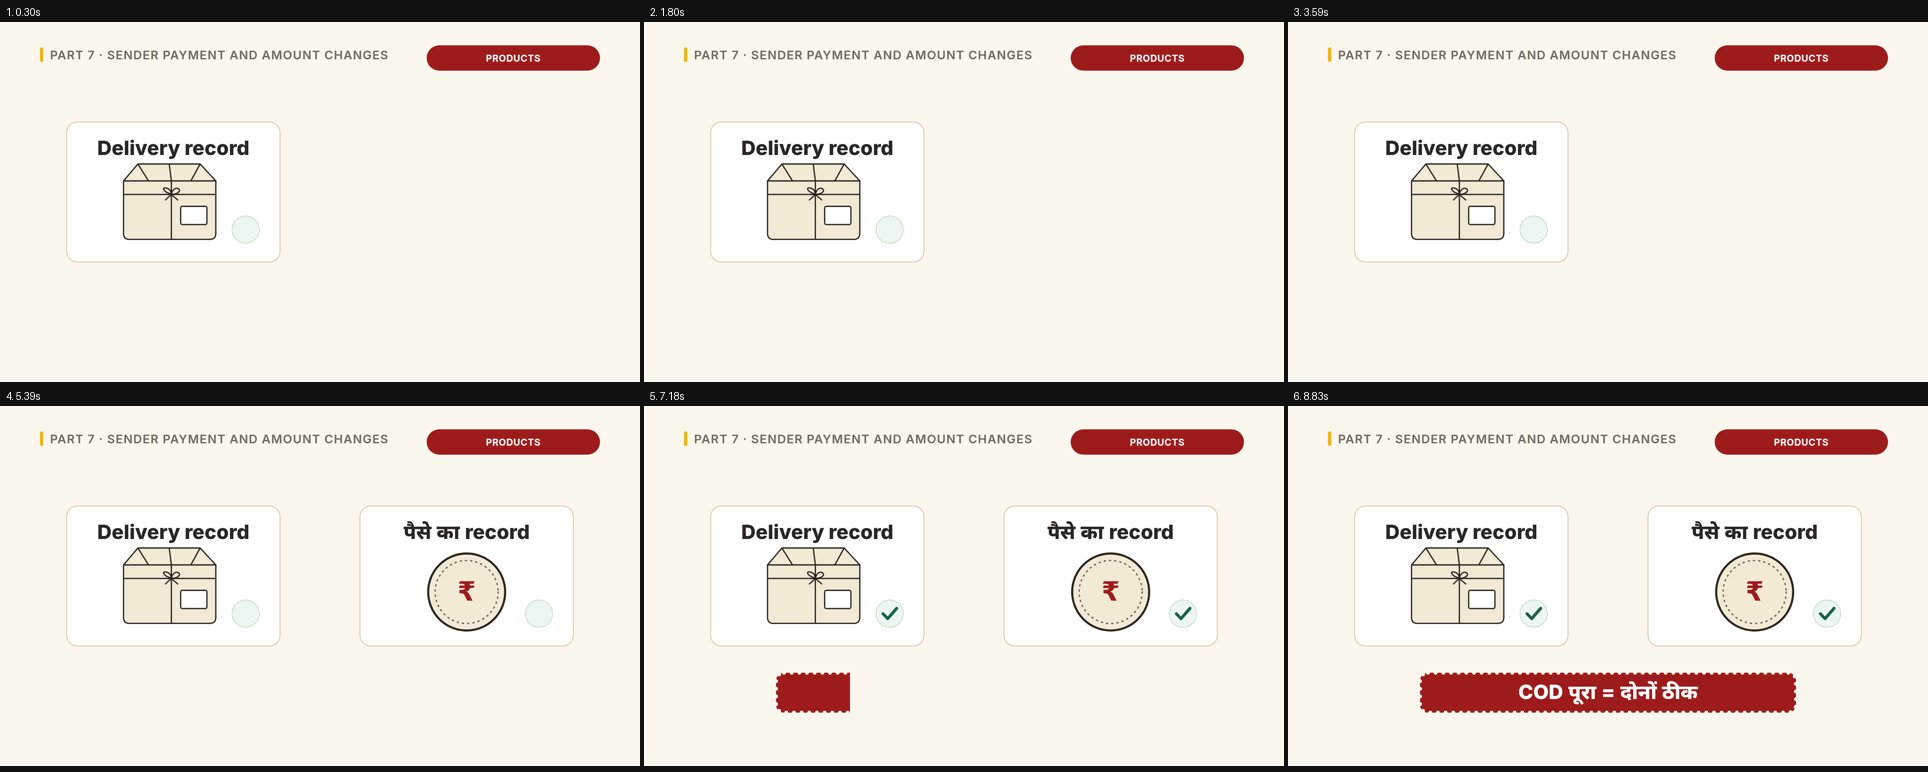 1. 0.30s
PART 7 · SENDER PAYMENT AND AMOUNT CHANGES
PRODUCTS
Delivery record
2. 1.80s
PART 7 · SENDER PAYMENT AND AMOUNT CHANGES
PRODUCTS
Delivery record
3. 3.59s
PART 7 · SENDER PAYMENT AND AMOUNT CHANGES
PRODUCTS
Delivery record
4. 5.39s
PART 7 · SENDER PAYMENT AND AMOUNT CHANGES
PRODUCTS
Delivery record
पैसे का record
₹
5. 7.18s
PART 7 · SENDER PAYMENT AND AMOUNT CHANGES
PRODUCTS
Delivery record
पैसे का record
₹
6. 8.83s
PART 7 · SENDER PAYMENT AND AMOUNT CHANGES
PRODUCTS
Delivery record
पैसे का record
₹
COD पूरा = दोनों ठीक